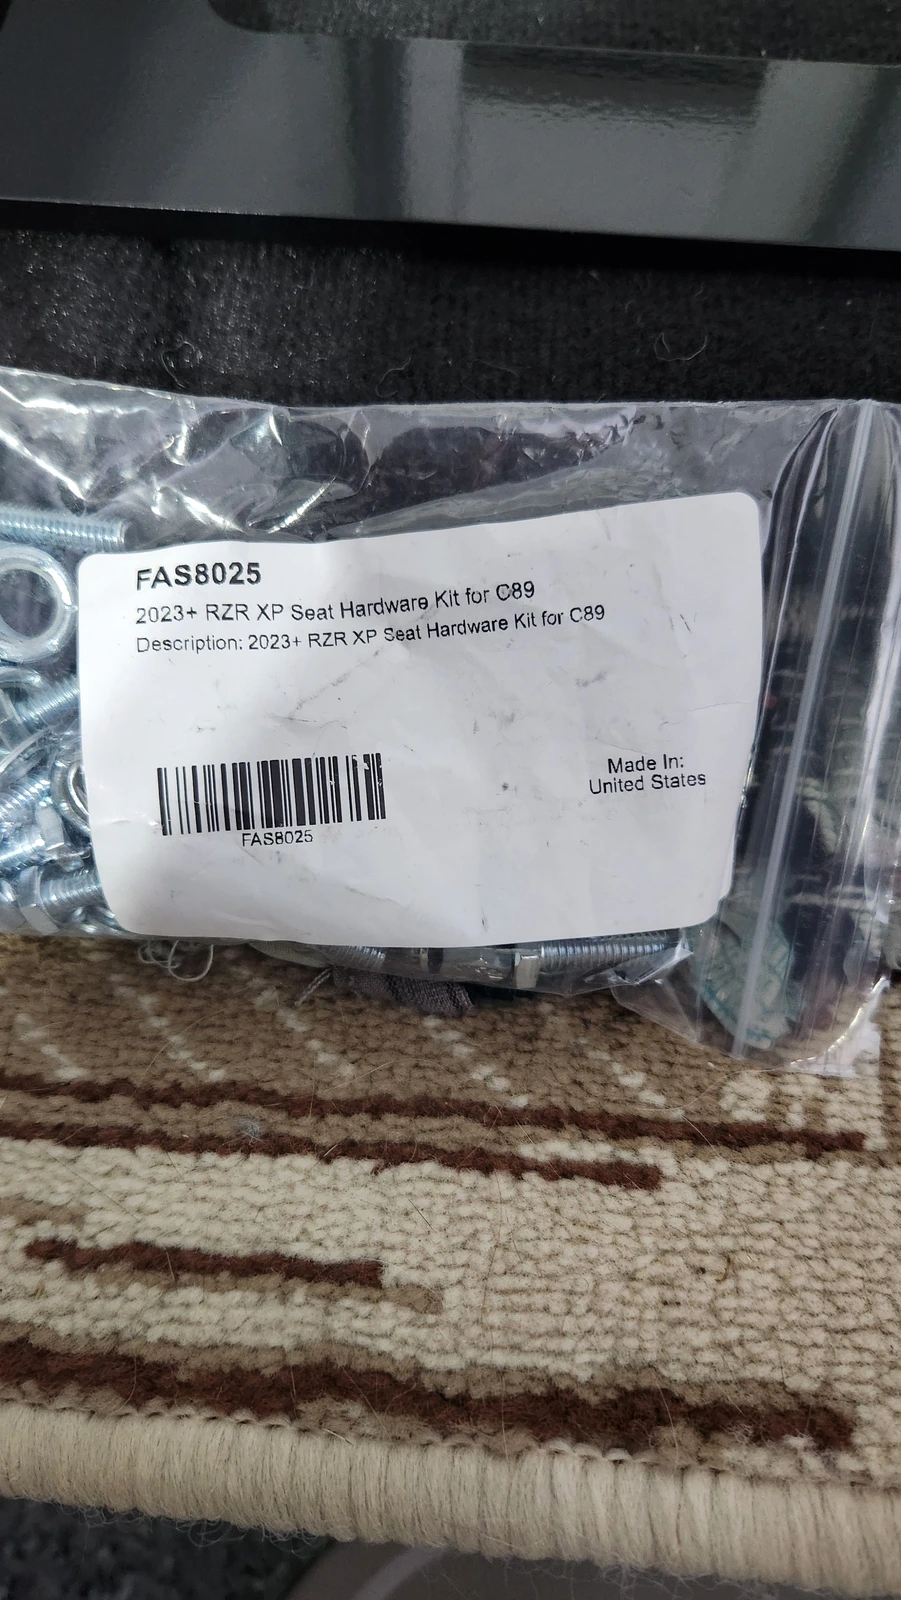 FAS8025
2023+ RZR XP Seat Hardware Kit for C89
Description: 2023+ RZR XP Seat Hardware Kit for C89
Made In:
United States
FAS8025